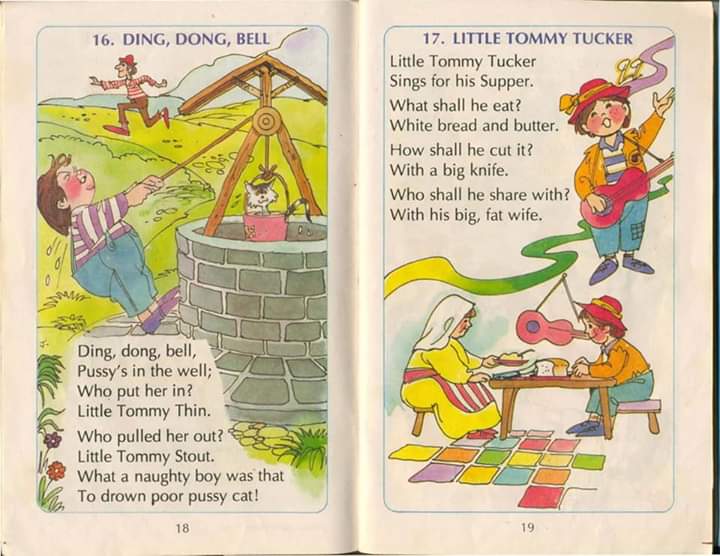 16. DING, DONG, BELL
Ding, dong, bell,
Pussy's in the well;
Who put her in?
Little Tommy Thin.
Who pulled her out?
Little Tommy Stout.
What a naughty boy was that
To drown poor pussy cat!
18
17. LITTLE TOMMY TUCKER
Little Tommy Tucker
Sings for his Supper.
What shall he eat?
White bread and butter.
How shall he cut it?
With a big knife.
Who shall he share with?
With his big, fat wife.
19